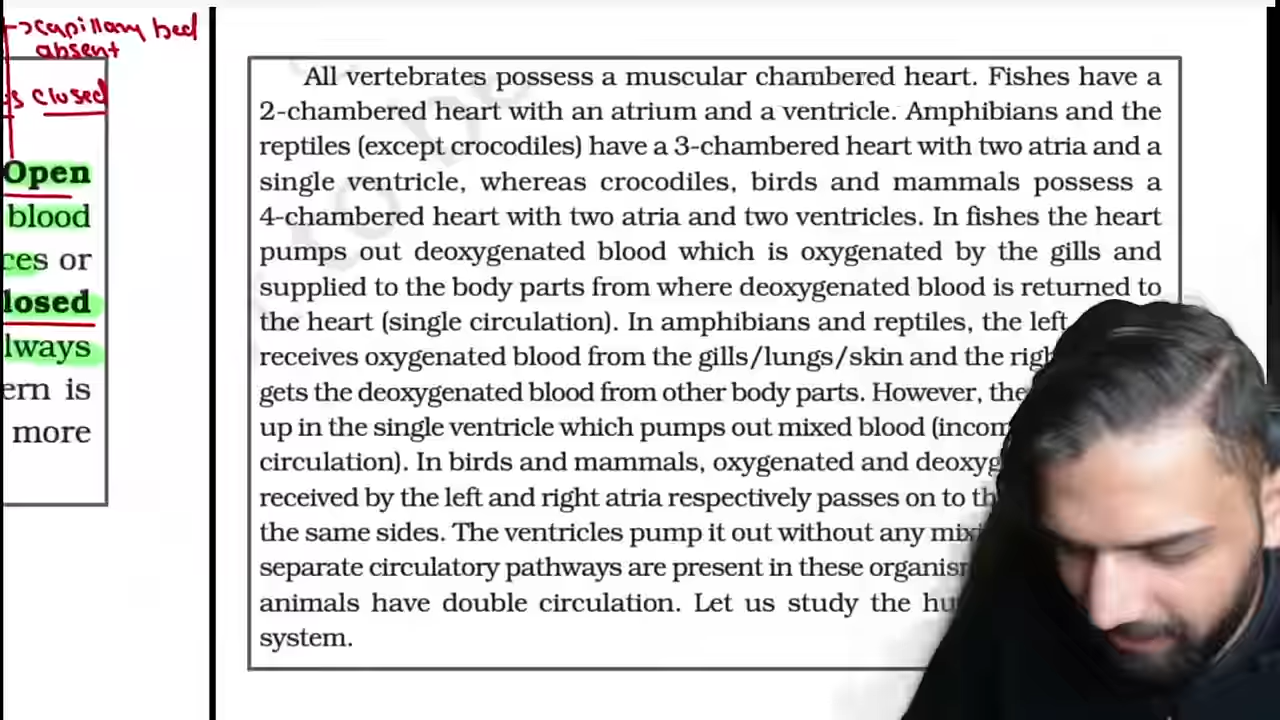 capillary bed
absent
s closed
Open
blood
ces or
losed
lways
ern is
more
All vertebrates possess a muscular chambered heart. Fishes have a
2-chambered heart with an atrium and a ventricle. Amphibians and the
reptiles (except crocodiles) have a 3-chambered heart with two atria and a
single ventricle, whereas crocodiles, birds and mammals possess a
4-chambered heart with two atria and two ventricles. In fishes the heart
pumps out deoxygenated blood which is oxygenated by the gills and
supplied to the body parts from where deoxygenated blood is returned to
the heart (single circulation). In amphibians and reptiles, the left
receives oxygenated blood from the gills/lungs/skin and the righ
gets the deoxygenated blood from other body parts. However, the
up in the single ventricle which pumps out mixed blood (incom
circulation). In birds and mammals, oxygenated and deoxyg
received by the left and right atria respectively passes on to th
the same sides. The ventricles pump it out without any mixi
separate circulatory pathways are present in these organism
animals have double circulation. Let us study the hu
system.